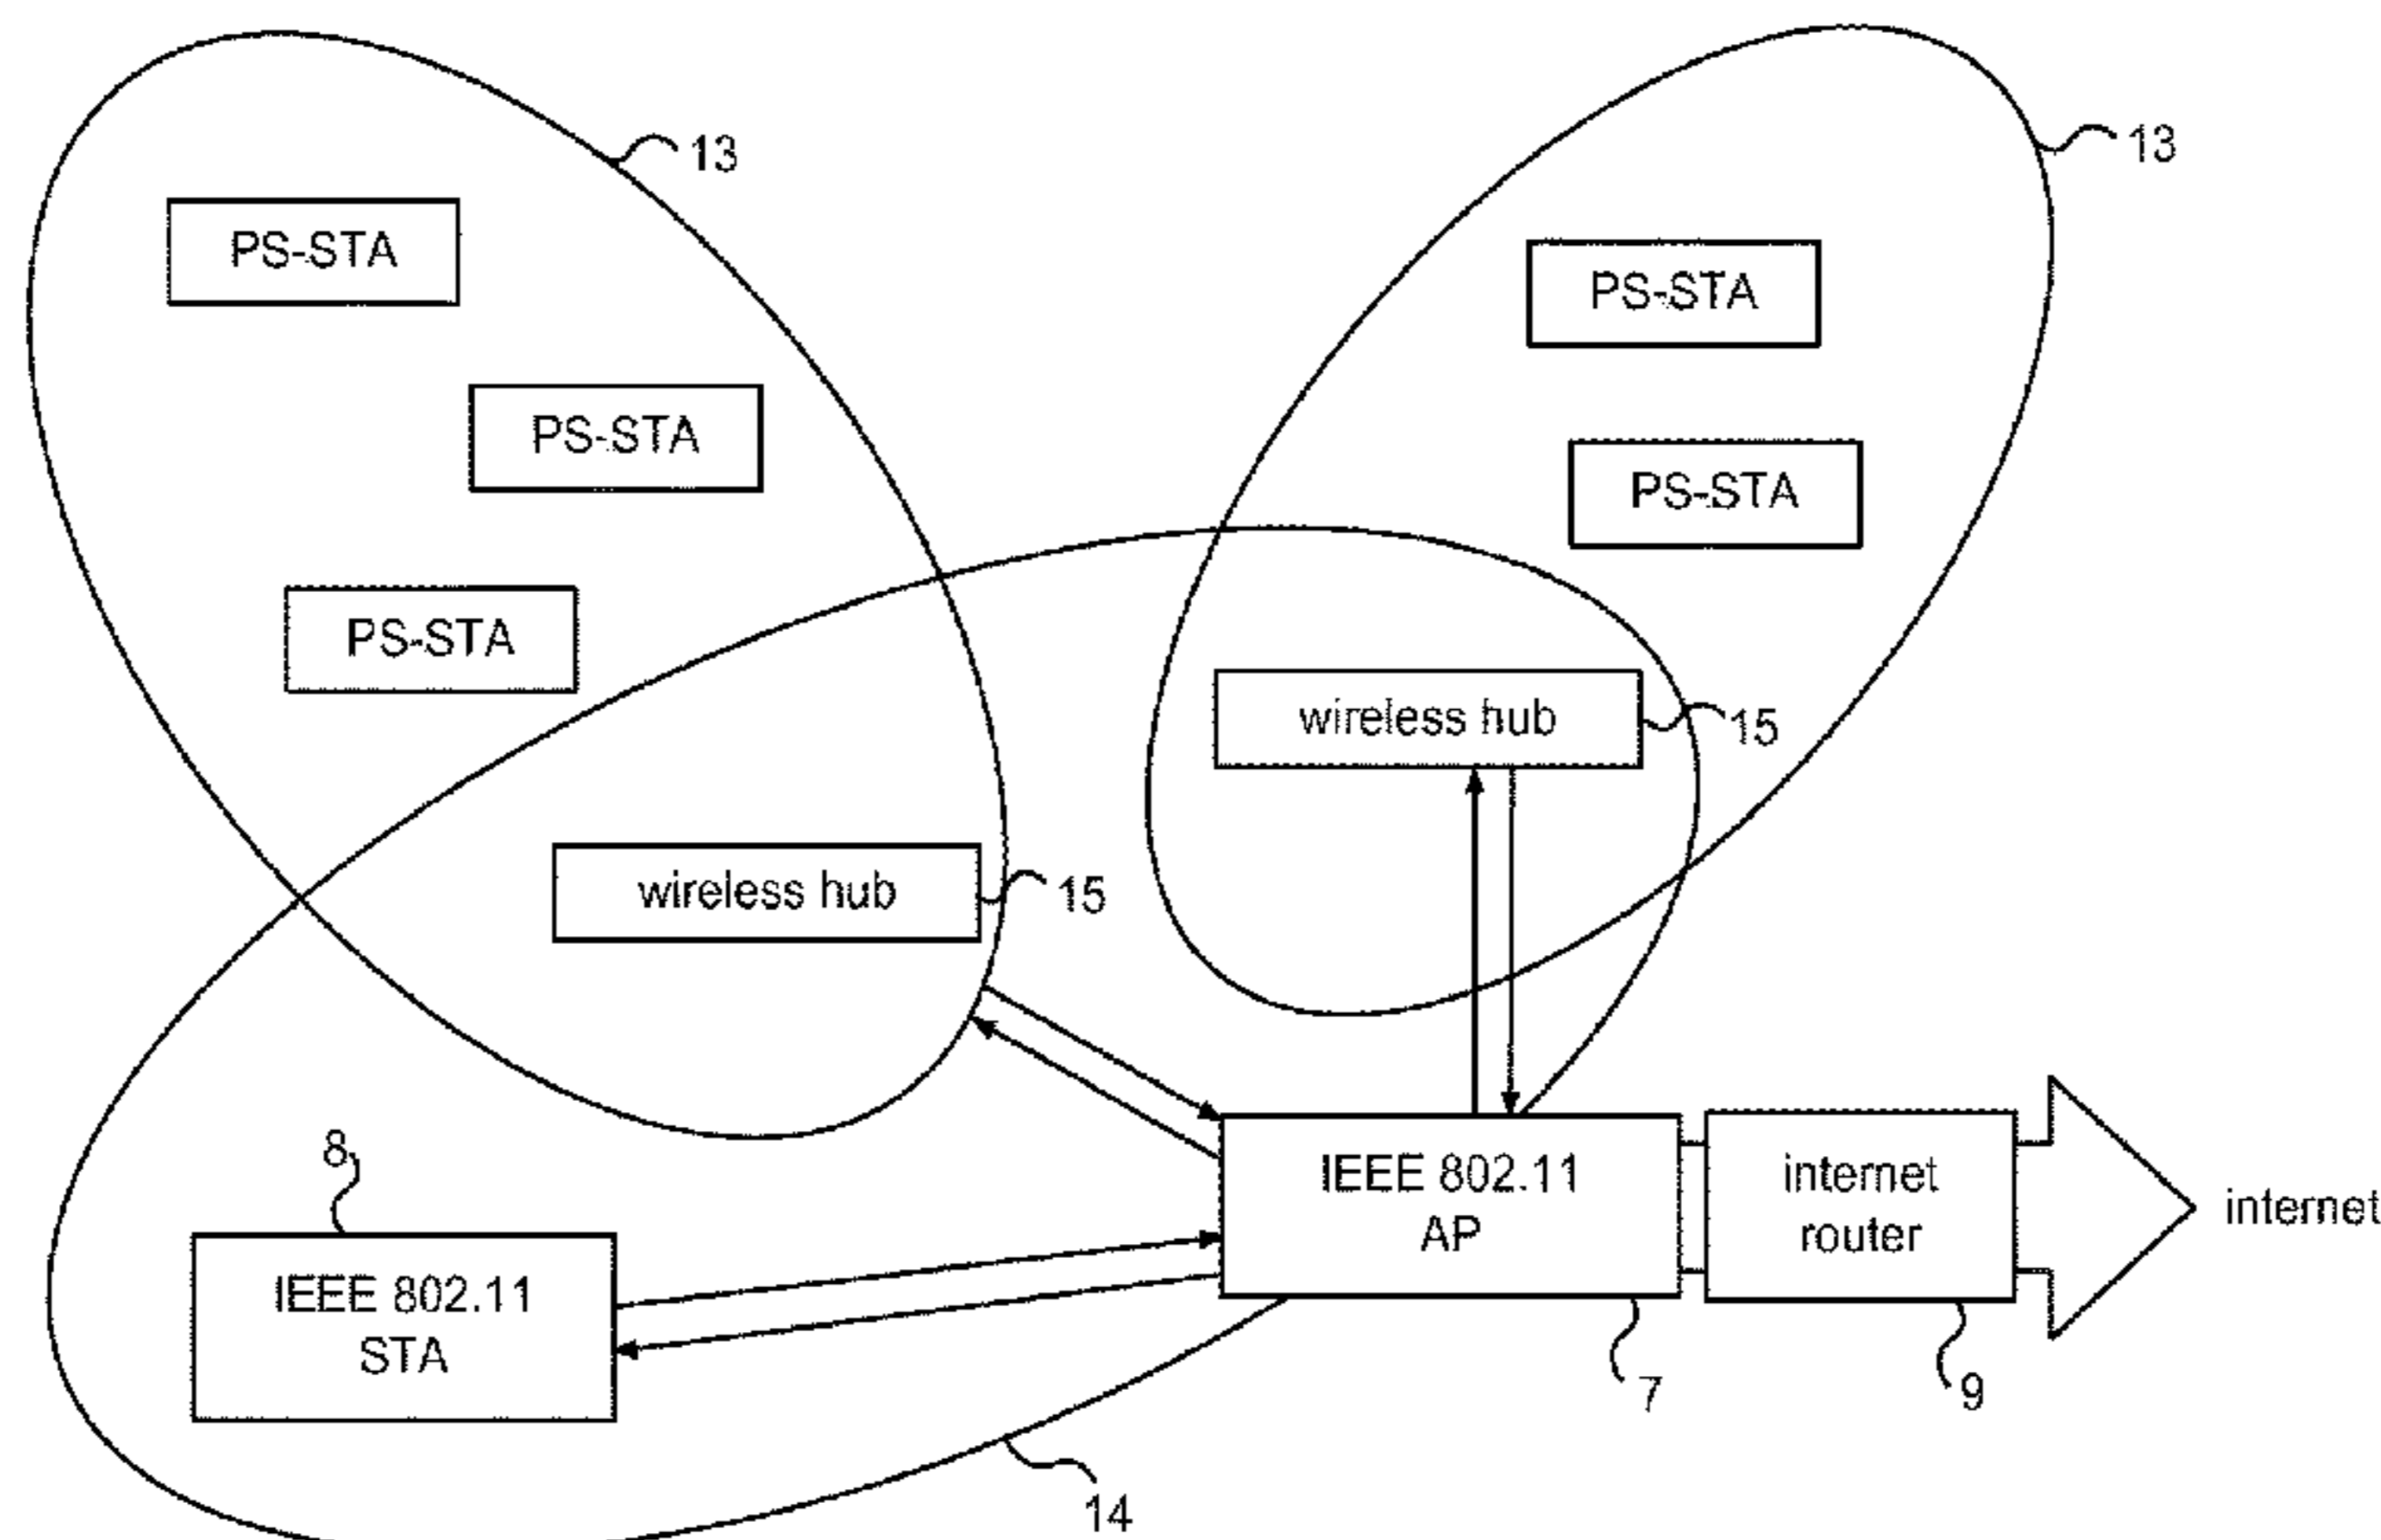 13
13
PS-STA
PS-STA
PS-STA
PS-STA
PS-STA
wireless hub
15
wireless hub
15
8
IEEE 802.11
AP
internet
router
internet
IEEE 802.11
STA
7
9
14